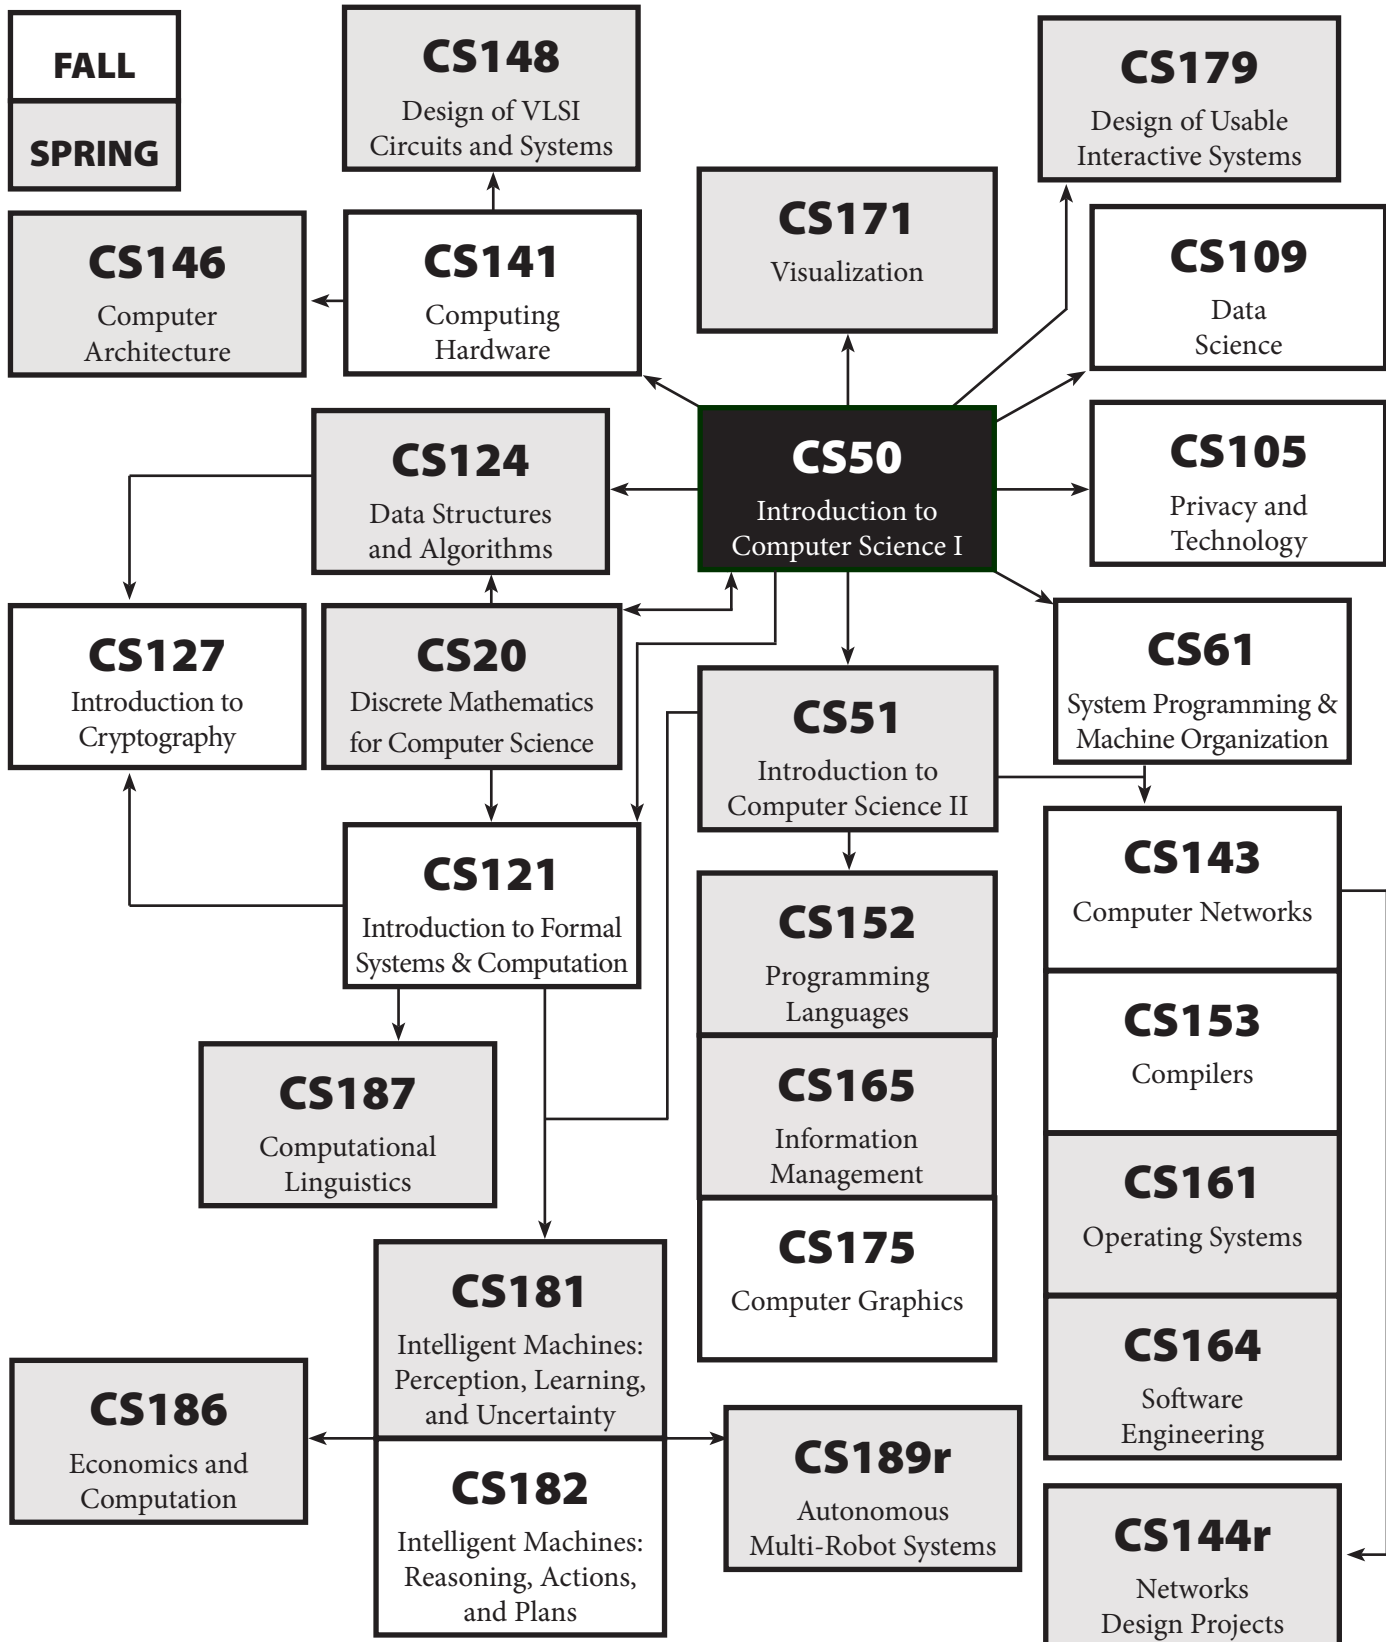 FALL
SPRING
CS148
Design of VLSI
Circuits and Systems
CS179
Design of Usable
Interactive Systems
CS171
Visualization
CS146
Computer
Architecture
CS141
Computing
Hardware
CS109
Data
Science
CS124
Data Structures
and Algorithms
CS50
Introduction to
Computer Science I
CS105
Privacy and
Technology
CS127
Introduction to
Cryptography
CS20
Discrete Mathematics
for Computer Science
CS51
Introduction to
Computer Science II
CS61
System Programming &
Machine Organization
CS121
Introduction to Formal
Systems & Computation
CS152
Programming
Languages
CS143
Computer Networks
CS187
Computational
Linguistics
CS165
Information
Management
CS153
Compilers
CS175
Computer Graphics
CS161
Operating Systems
CS181
Intelligent Machines:
Perception, Learning,
and Uncertainty
CS164
Software
Engineering
CS186
Economics and
Computation
CS182
Intelligent Machines:
Reasoning, Actions,
and Plans
CS189r
Autonomous
Multi-Robot Systems
CS144r
Networks
Design Projects